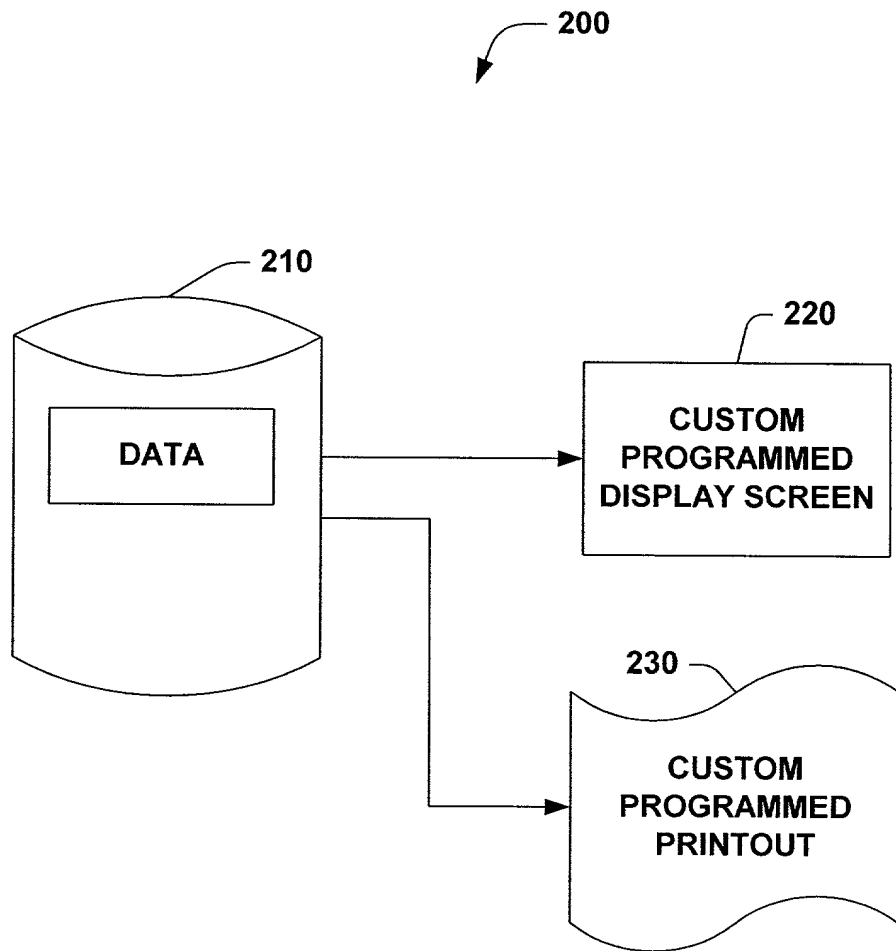 200
210
DATA
220
CUSTOM
PROGRAMMED
DISPLAY SCREEN
230
CUSTOM
PROGRAMMED
PRINTOUT